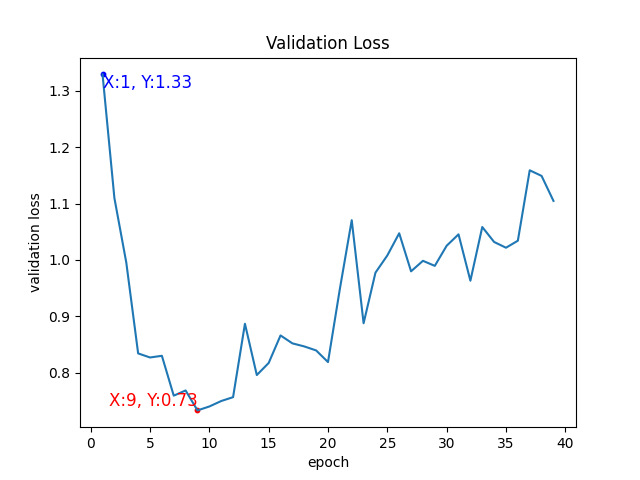 Validation Loss
X:1, Y:1.33
1.3
1.2
1.1
1.0
0.9
0.8
validation loss
X:9, Y:0.73
0 5 10 15 20 25 30 35 40
epoch